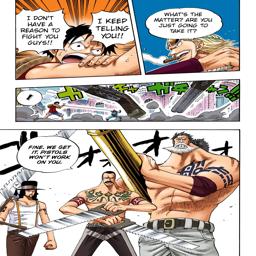 I DON'T
HAVE A
REASON TO
FIGHT YOU
GUYS!!
I KEEP
TELLING
YOU!!
WHAT'S THE
MATTER? ARE YOU
JUST GOING
TO TAKE IT?
FINE, WE GET
IT. PISTOLS
WON'T WORK
ON YOU.